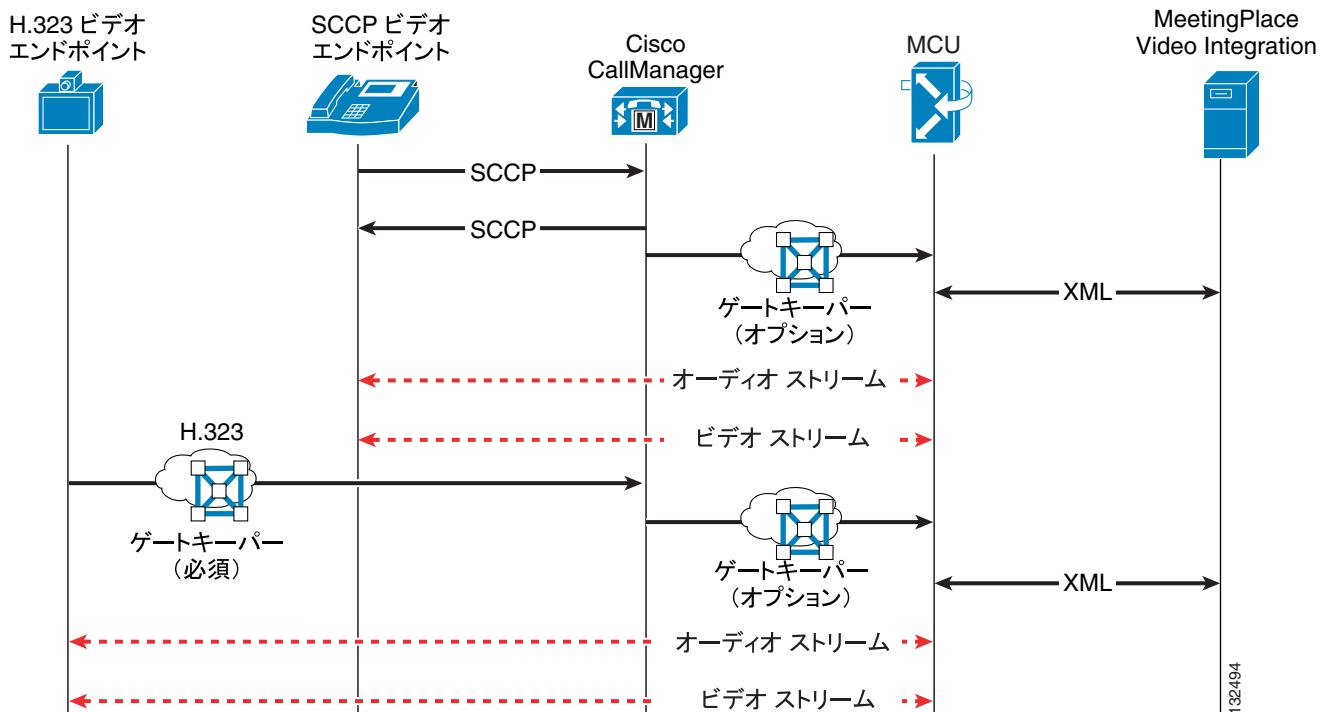 H.323 ビデオ
エンドポイント
SCCP ビデオ
エンドポイント
Cisco
CallManager
MCU
MeetingPlace
Video Integration
M
SCCP
SCCP
ゲートキーパー
（オプション）
XML
オーディオ ストリーム
ビデオ ストリーム
H.323
ゲートキーパー
（必須）
ゲートキーパー
（オプション）
XML
オーディオ ストリーム
ビデオ ストリーム
132494